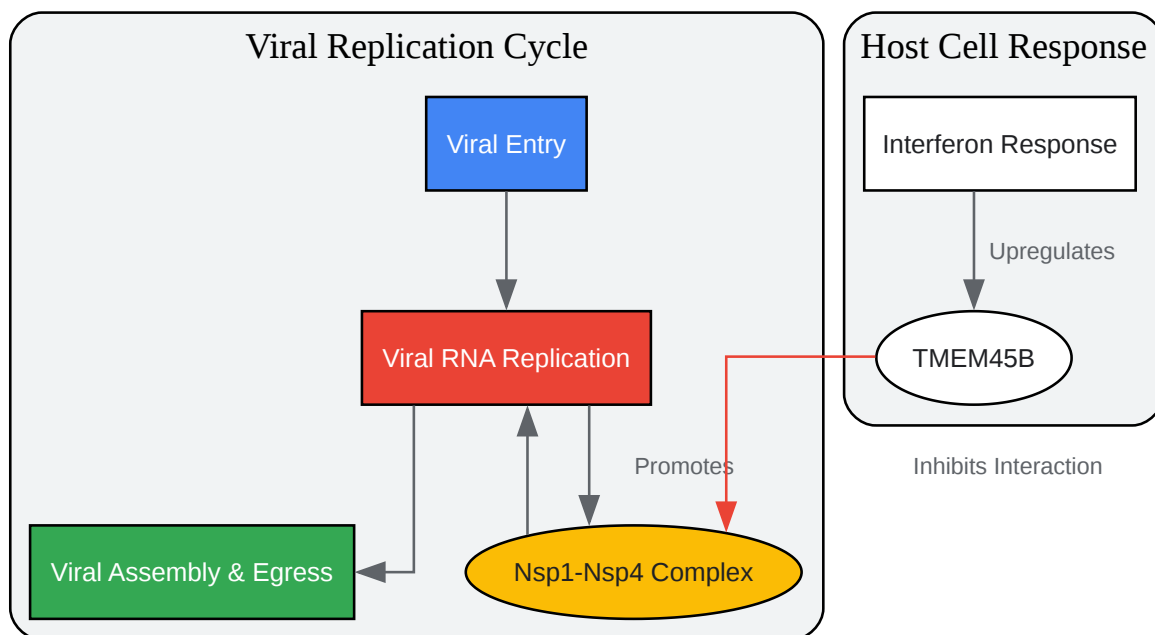 Viral Replication Cycle
Host Cell Response
Viral Entry
Interferon Response
Upregulates
Viral RNA Replication
TMEM45B
Promotes
Inhibits Interaction
Viral Assembly & Egress
Nsp1-Nsp4 Complex